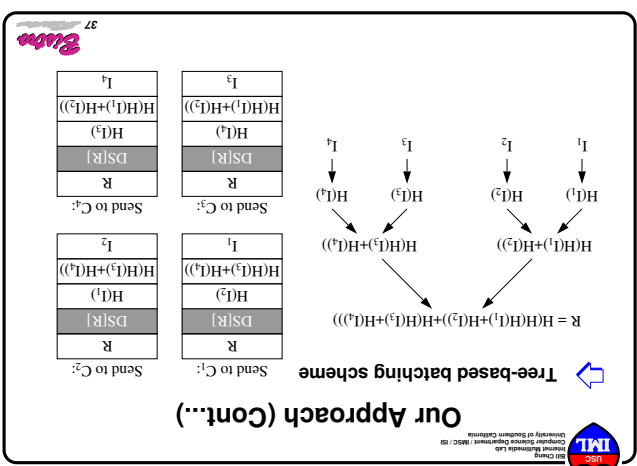 USC
IML
Bill Cheng
Internet Multimedia Lab
Computer Science Department / IMSC / ISI
University of Southern California
Our Approach (Cont...)
Tree-based batching scheme
R = H(H(H(I₁)+H(I₂))+H(H(I₃)+H(I₄)))
H(H(I₁)+H(I₂)) H(H(I₃)+H(I₄))
H(I₁) H(I₂) H(I₃) H(I₄)
I₁ I₂ I₃ I₄
Send to C₁:
R
DS[R]
H(I₂)
H(H(I₃)+H(I₄))
I₁
Send to C₂:
R
DS[R]
H(I₁)
H(H(I₃)+H(I₄))
I₂
Send to C₃:
R
DS[R]
H(I₄)
H(H(I₁)+H(I₂))
I₃
Send to C₄:
R
DS[R]
H(I₃)
H(H(I₁)+H(I₂))
I₄
37
Bistro